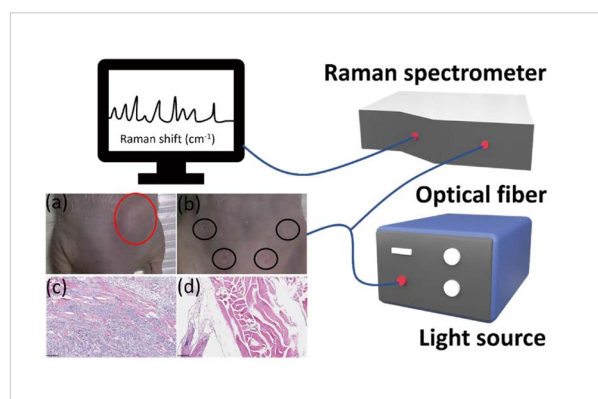 Raman spectrometer
Raman shift (cm⁻¹)
Optical fiber
(a)
(b)
(c)
(d)
Light source